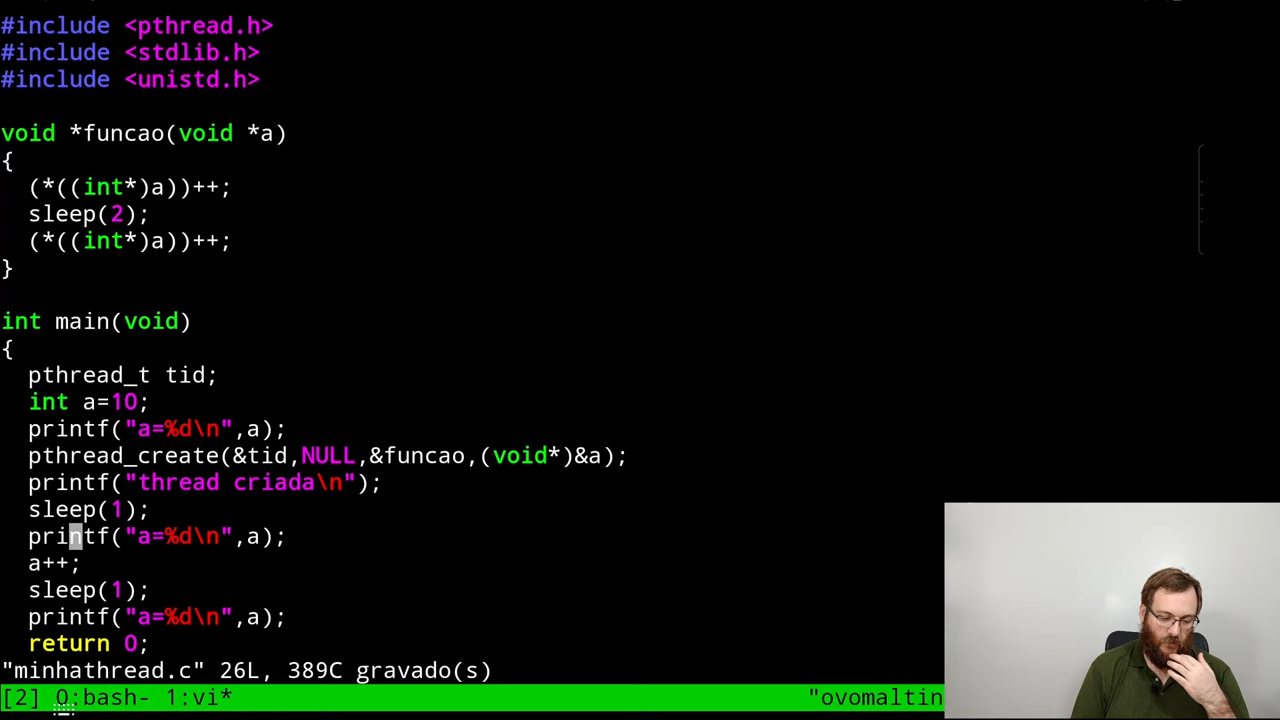 #include <pthread.h>
#include <stdlib.h>
#include <unistd.h>
void *funcao(void *a)
{
(*((int*)a))++;
sleep(2);
(*((int*)a))++;
}
int main(void)
{
pthread_t tid;
int a=10;
printf("a=%d\n",a);
pthread_create(&tid,NULL,&funcao,(void*)&a);
printf("thread criada\n");
sleep(1);
printf("a=%d\n",a);
a++;
sleep(1);
printf("a=%d\n",a);
return 0;
"minhathread.c" 26L, 389C gravado(s)
[2] 0:bash- 1:vi* "ovomaltin